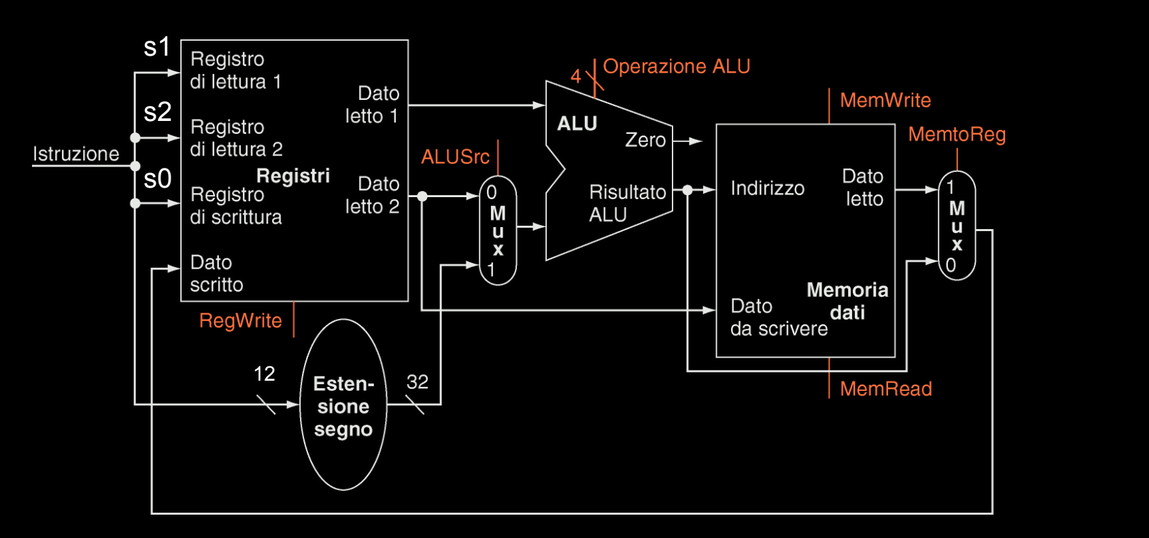 s1
Registro
di lettura 1
s2
Registro
di lettura 2
Istruzione
s0
Registri
Registro
di scrittura
Dato
scritto
Dato
letto 1
Dato
letto 2
RegWrite
12
Esten-
sione
segno
32
ALUSrc
0
M
u
x
1
4
Operazione ALU
ALU
Zero
Risultato
ALU
MemWrite
Indirizzo
Dato
letto
Memoria
dati
Dato
da scrivere
MemRead
MemtoReg
1
M
u
x
0